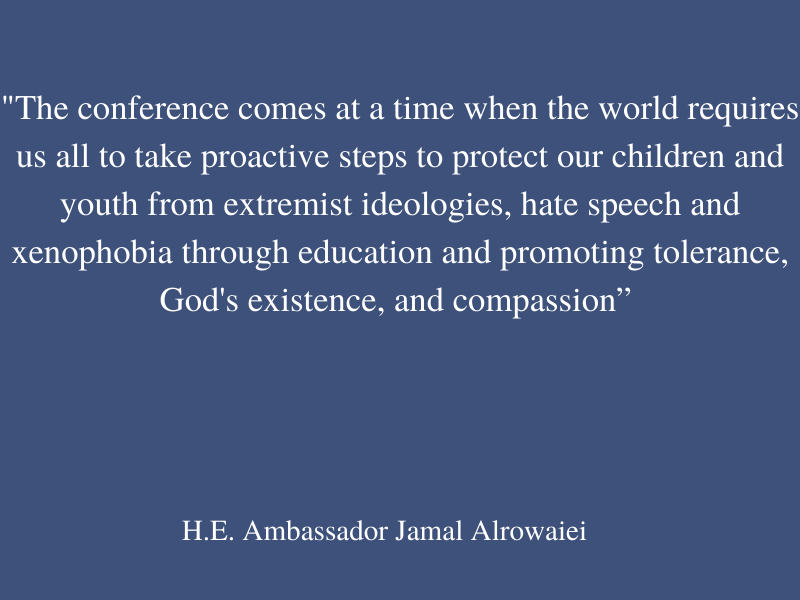 "The conference comes at a time when the world requires
us all to take proactive steps to protect our children and
youth from extremist ideologies, hate speech and
xenophobia through education and promoting tolerance,
God's existence, and compassion”
H.E. Ambassador Jamal Alrowaiei